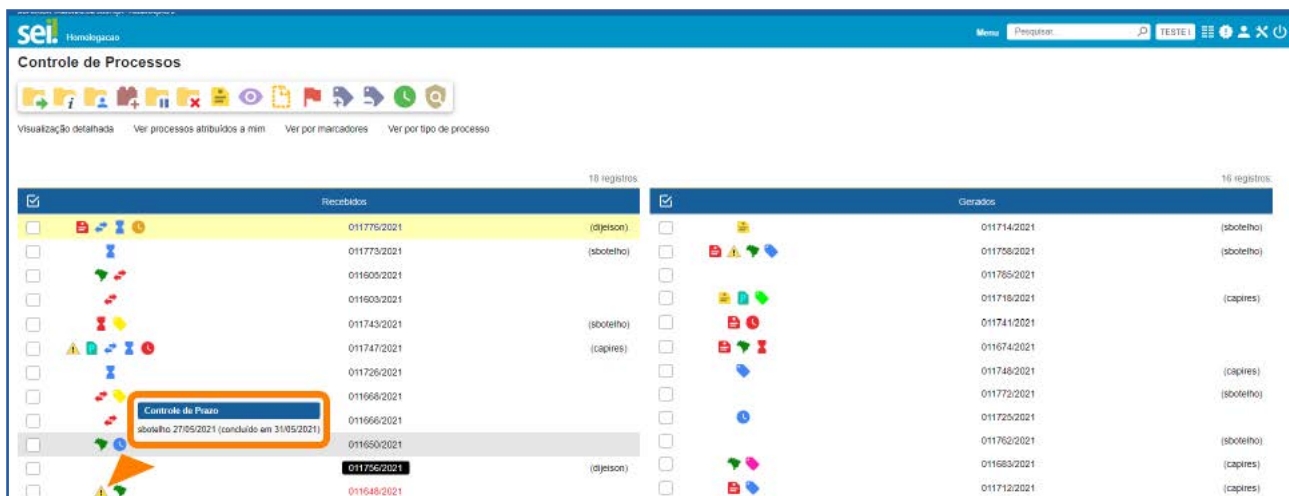 sei! Homologacao
Menu Pesquisar... TESTE
Controle de Processos
Visualização detalhada Ver processos atribuídos a mim Ver por marcadores Ver por tipo de processo
18 registros:
16 registros:
Recebidos
Gerados
011776/2021 (dijeison)
011773/2021 (sbotelho)
011605/2021
011603/2021
011743/2021 (sbotelho)
011747/2021 (capires)
011726/2021
011668/2021
011666/2021
011650/2021
011756/2021 (dijeison)
011648/2021
Controle de Prazo
sbotelho 27/05/2021 (concluído em 31/05/2021)
011714/2021 (sbotelho)
011758/2021 (sbotelho)
011785/2021
011718/2021 (capires)
011741/2021
011674/2021
011748/2021 (capires)
011772/2021 (sbotelho)
011725/2021
011762/2021 (sbotelho)
011683/2021 (capires)
011712/2021 (capires)